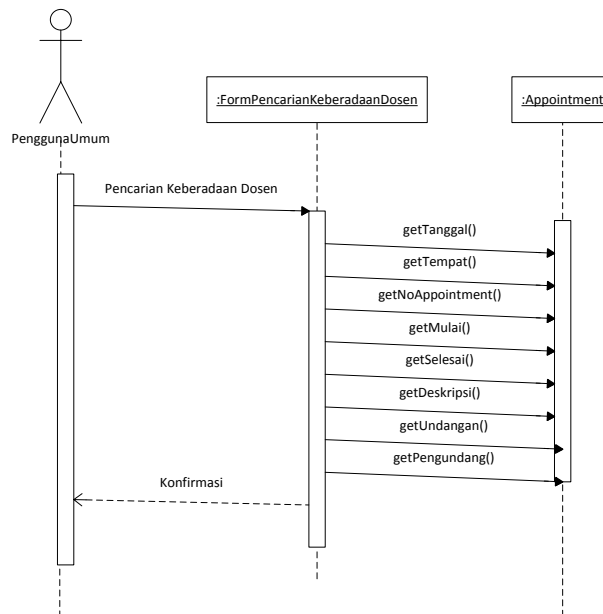 :FormPencarianKeberadaanDosen
:Appointment
PenggunaUmum
Pencarian Keberadaan Dosen
getTanggal()
getTempat()
getNoAppointment()
getMulai()
getSelesai()
getDeskripsi()
getUndangan()
getPengundang()
Konfirmasi